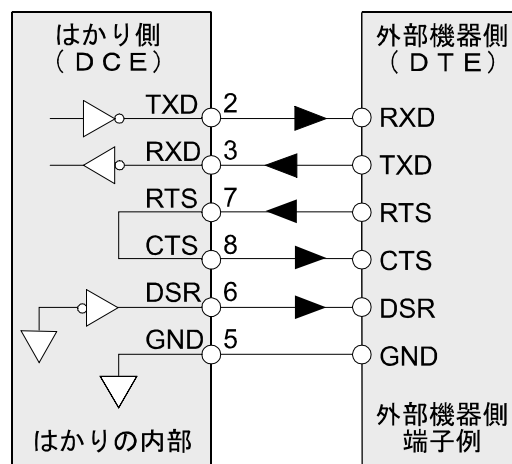 はかり側
(ＤＣＥ)
外部機器側
(ＤＴＥ)
TXD 2 RXD
RXD 3 TXD
RTS 7 RTS
CTS 8 CTS
DSR 6 DSR
GND 5 GND
はかりの内部
外部機器側
端子例